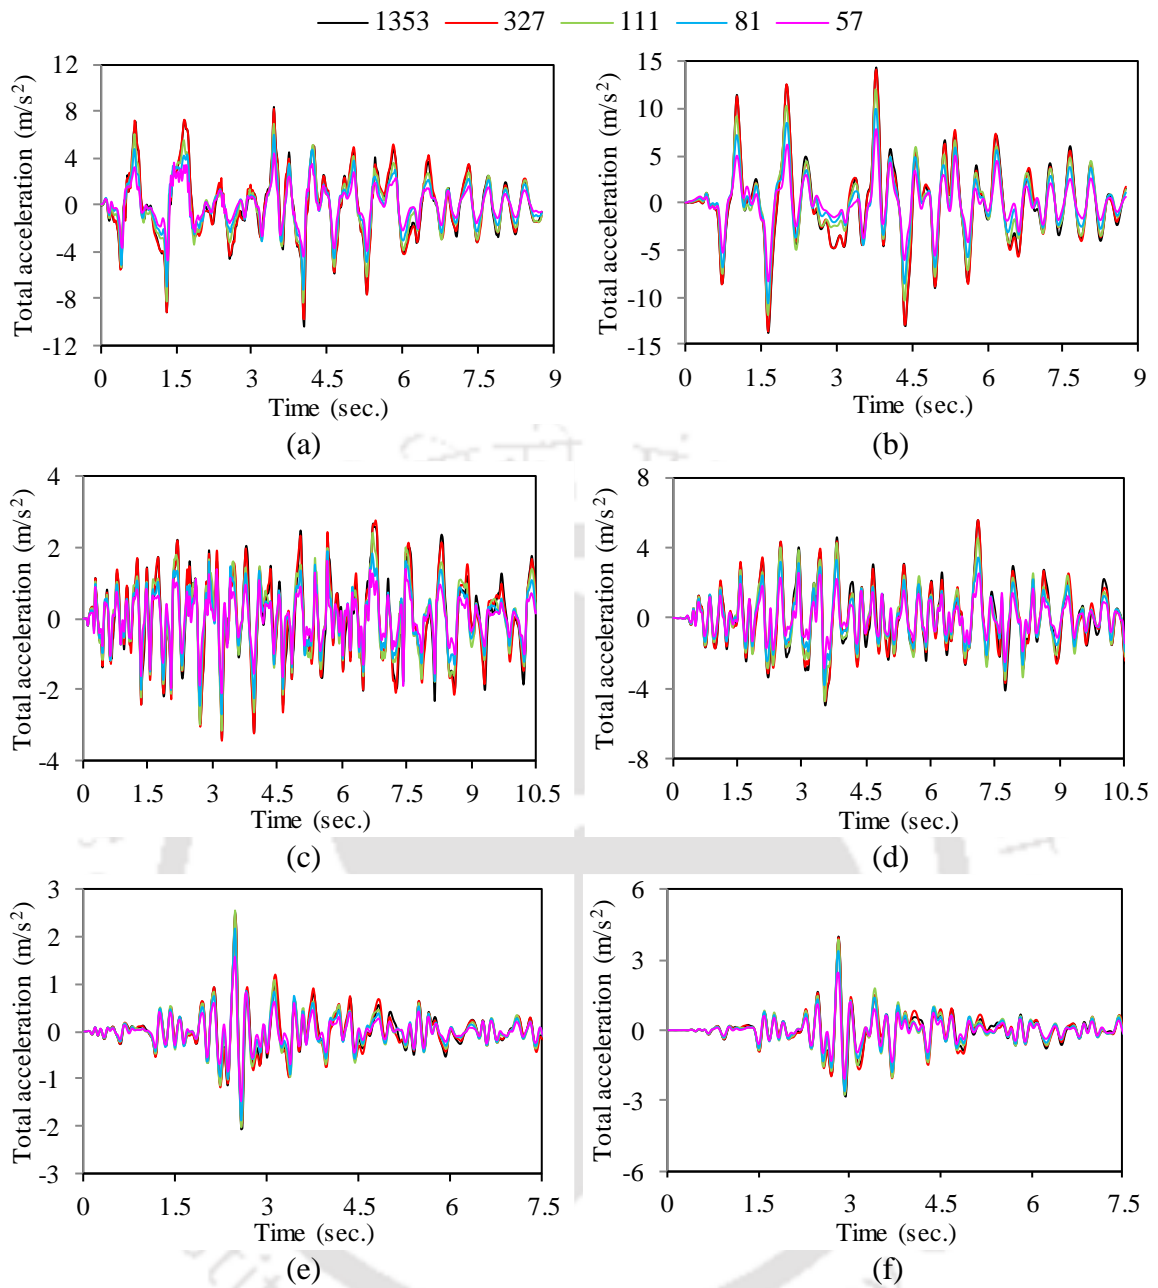 1353 327 111 81 57
Total acceleration (m/s²)
12
8
4
0
-4
-8
-12
0 1.5 3 4.5 6 7.5 9
Time (sec.)
(a)
Total acceleration (m/s²)
15
10
5
0
-5
-10
-15
0 1.5 3 4.5 6 7.5 9
Time (sec.)
(b)
Total acceleration (m/s²)
4
2
0
-2
-4
0 1.5 3 4.5 6 7.5 9 10.5
Time (sec.)
(c)
Total acceleration (m/s²)
8
4
0
-4
-8
0 1.5 3 4.5 6 7.5 9 10.5
Time (sec.)
(d)
Total acceleration (m/s²)
3
2
1
0
-1
-2
-3
0 1.5 3 4.5 6 7.5
Time (sec.)
(e)
Total acceleration (m/s²)
6
3
0
-3
-6
0 1.5 3 4.5 6 7.5
Time (sec.)
(f)